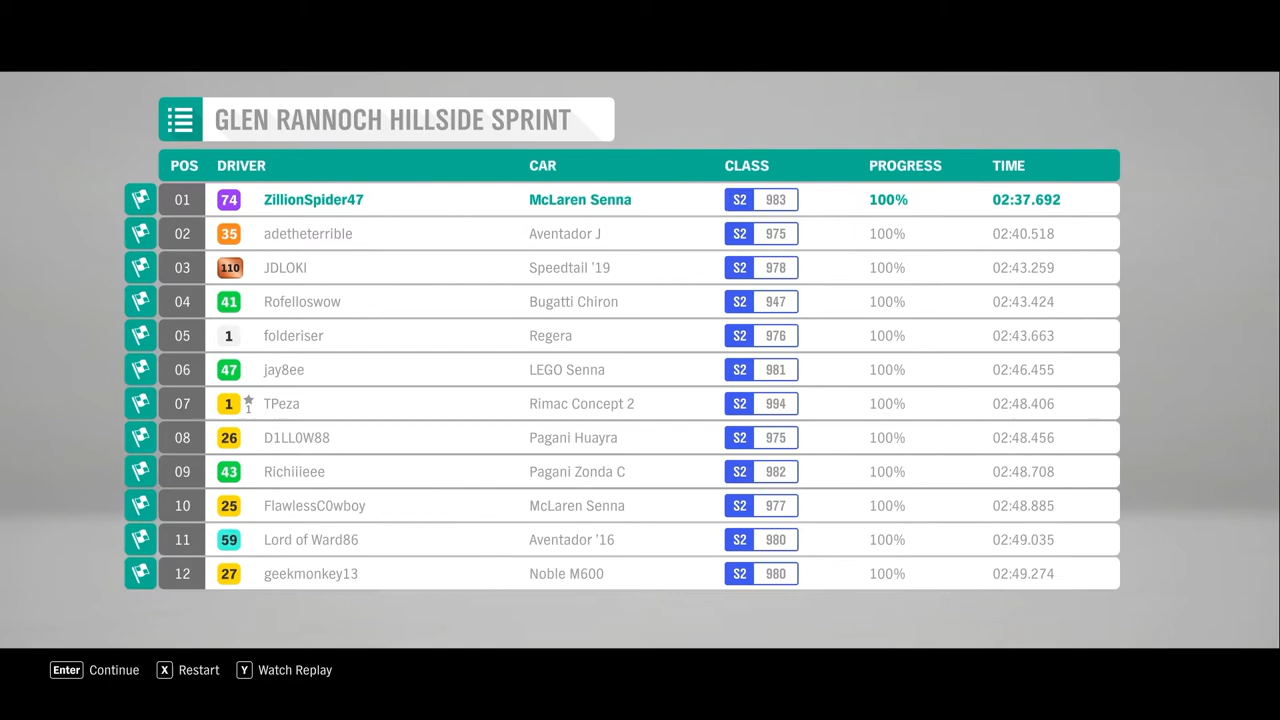 GLEN RANNOCH HILLSIDE SPRINT
POS DRIVER CAR CLASS PROGRESS TIME
01 74 ZillionSpider47 McLaren Senna S2 983 100% 02:37.692
02 35 adetheterrible Aventador J S2 975 100% 02:40.518
03 110 JDLOKI Speedtail '19 S2 978 100% 02:43.259
04 41 Rofelloswow Bugatti Chiron S2 947 100% 02:43.424
05 1 folderiser Regera S2 976 100% 02:43.663
06 47 jay8ee LEGO Senna S2 981 100% 02:46.455
07 1 1 TPeza Rimac Concept 2 S2 994 100% 02:48.406
08 26 D1LL0W88 Pagani Huayra S2 975 100% 02:48.456
09 43 Richiiieee Pagani Zonda C S2 982 100% 02:48.708
10 25 FlawlessC0wboy McLaren Senna S2 977 100% 02:48.885
11 59 Lord of Ward86 Aventador '16 S2 980 100% 02:49.035
12 27 geekmonkey13 Noble M600 S2 980 100% 02:49.274
Enter Continue X Restart Y Watch Replay